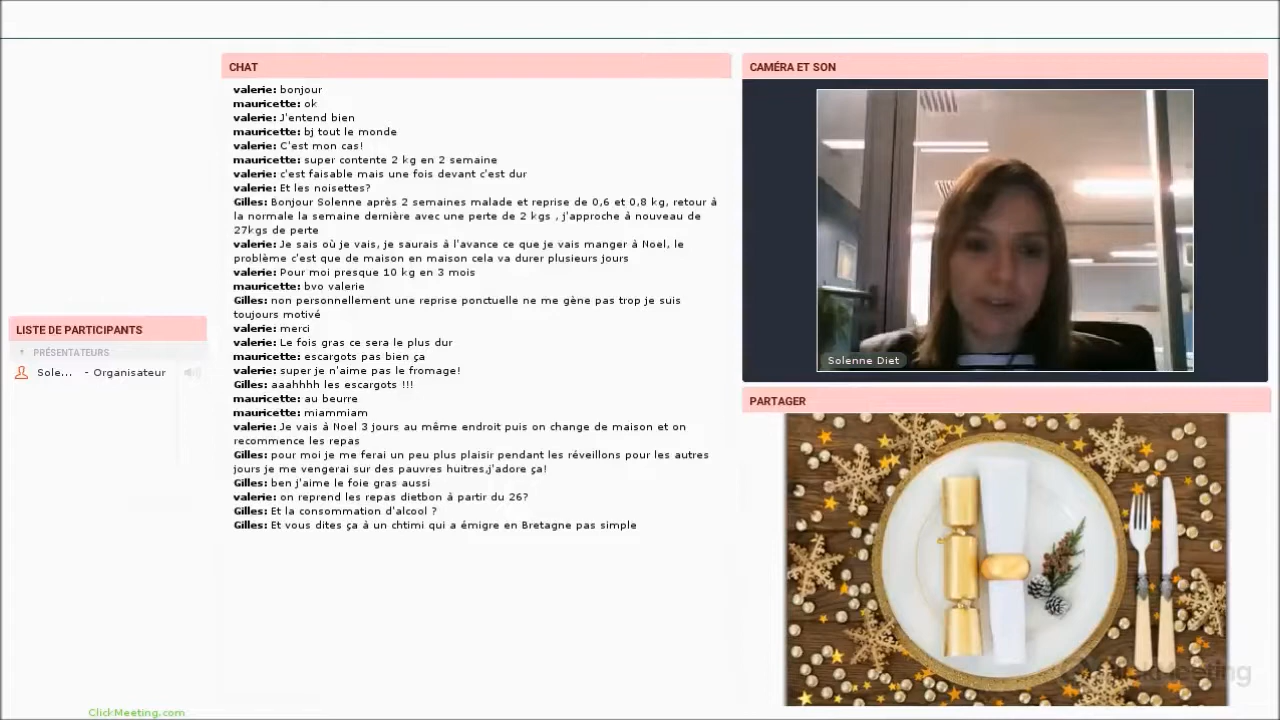 CHAT
valerie: bonjour
mauricette: ok
valerie: J'entend bien
mauricette: bj tout le monde
valerie: C'est mon cas!
mauricette: super contente 2 kg en 2 semaine
valerie: c'est faisable mais une fois devant c'est dur
valerie: Et les noisettes?
Gilles: Bonjour Solenne après 2 semaines malade et reprise de 0,6 et 0,8 kg, retour à
la normale la semaine dernière avec une perte de 2 kgs , j'approche à nouveau de
27kgs de perte
valerie: Je sais où je vais, je saurais à l'avance ce que je vais manger à Noel, le
problème c'est que de maison en maison cela va durer plusieurs jours
valerie: Pour moi presque 10 kg en 3 mois
mauricette: bvo valerie
Gilles: non personnellement une reprise ponctuelle ne me gène pas trop je suis
toujours motivé
valerie: merci
valerie: Le fois gras ce sera le plus dur
mauricette: escargots pas bien ça
valerie: super je n'aime pas le fromage!
Gilles: aaahhhh les escargots !!!
mauricette: au beurre
mauricette: miammiam
valerie: Je vais à Noel 3 jours au même endroit puis on change de maison et on
recommence les repas
Gilles: pour moi je me ferai un peu plus plaisir pendant les réveillons pour les autres
jours je me vengerai sur des pauvres huitres,j'adore ça!
Gilles: ben j'aime le foie gras aussi
valerie: on reprend les repas dietbon à partir du 26?
Gilles: Et la consommation d'alcool ?
Gilles: Et vous dites ça à un chtimi qui a émigre en Bretagne pas simple
LISTE DE PARTICIPANTS
PRÉSENTATEURS
Sole... - Organisateur
CAMÉRA ET SON
Solenne Diet
PARTAGER
ClickMeeting
ClickMeeting.com